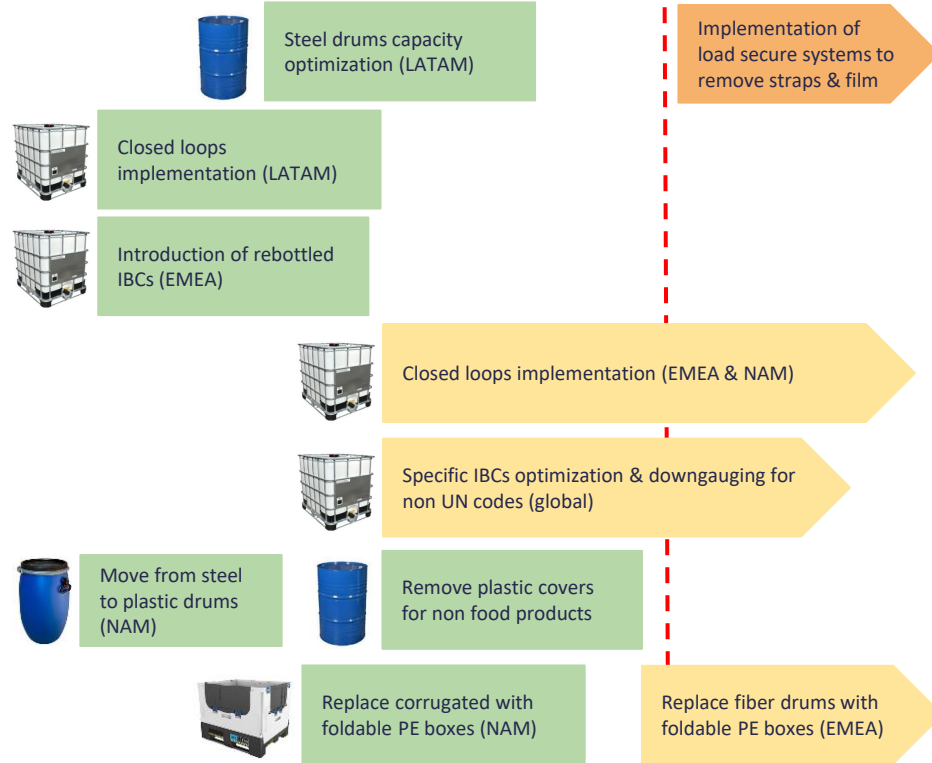 Steel drums capacity
optimization (LATAM)
Implementation of
load secure systems to
remove straps & film
Closed loops
implementation (LATAM)
Introduction of rebottled
IBCs (EMEA)
Closed loops implementation (EMEA & NAM)
Specific IBCs optimization & downgauging for
non UN codes (global)
Move from steel
to plastic drums
(NAM)
Remove plastic covers
for non food products
Replace corrugated with
foldable PE boxes (NAM)
Replace fiber drums with
foldable PE boxes (EMEA)